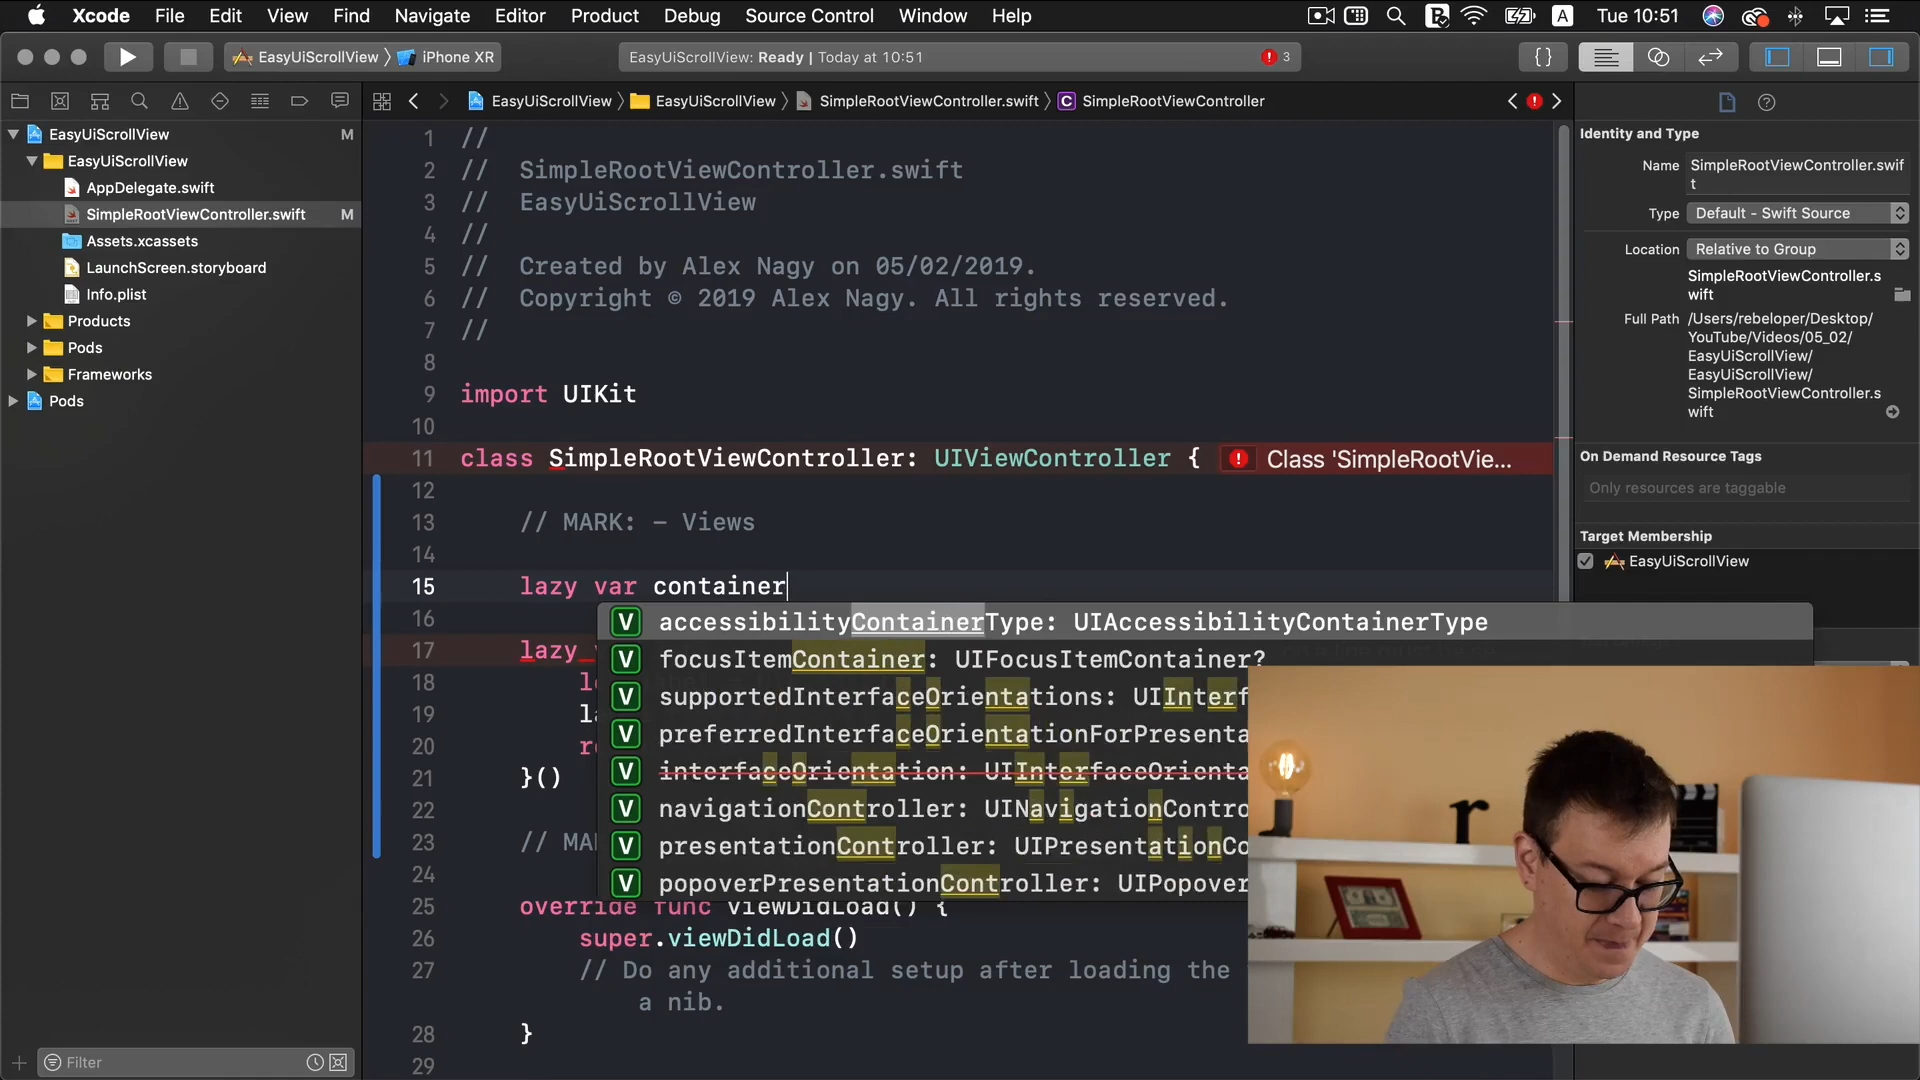 Xcode File Edit View Find Navigate Editor Product Debug Source Control Window Help A Tue 10:51
EasyUiScrollView iPhone XR EasyUiScrollView: Ready | Today at 10:51 3 {}
EasyUiScrollView EasyUiScrollView SimpleRootViewController.swift C SimpleRootViewController
EasyUiScrollView M
EasyUiScrollView
AppDelegate.swift
SimpleRootViewController.swift M
Assets.xcassets
LaunchScreen.storyboard
Info.plist
Products
Pods
Frameworks
Pods
Filter
1 //
2 // SimpleRootViewController.swift
3 // EasyUiScrollView
4 //
5 // Created by Alex Nagy on 05/02/2019.
6 // Copyright © 2019 Alex Nagy. All rights reserved.
7 //
8
9 import UIKit
10
11 class SimpleRootViewController: UIViewController { Class 'SimpleRootVie...
12
13 // MARK: - Views
14
15 lazy var container
16
17 lazy
18
19
20
21 }()
22
23
24
25 override func viewDidLoad() {
26 super.viewDidLoad()
27 // Do any additional setup after loading the
a nib.
28 }
29
V accessibilityContainerType: UIAccessibilityContainerType
V focusItemContainer: UIFocusItemContainer?
V supportedInterfaceOrientations: UIInterf
V preferredInterfaceOrientationForPresenta
V interfaceOrientation: UIInterfaceOrienta
V navigationController: UINavigationContro
V presentationController: UIPresentationCo
V popoverPresentationController: UIPopover
Identity and Type
Name SimpleRootViewController.swif
t
Type Default - Swift Source
Location Relative to Group
SimpleRootViewController.s
wift
Full Path /Users/rebeloper/Desktop/
YouTube/Videos/05_02/
EasyUiScrollView/
EasyUiScrollView/
SimpleRootViewController.s
wift
On Demand Resource Tags
Only resources are taggable
Target Membership
EasyUiScrollView
r